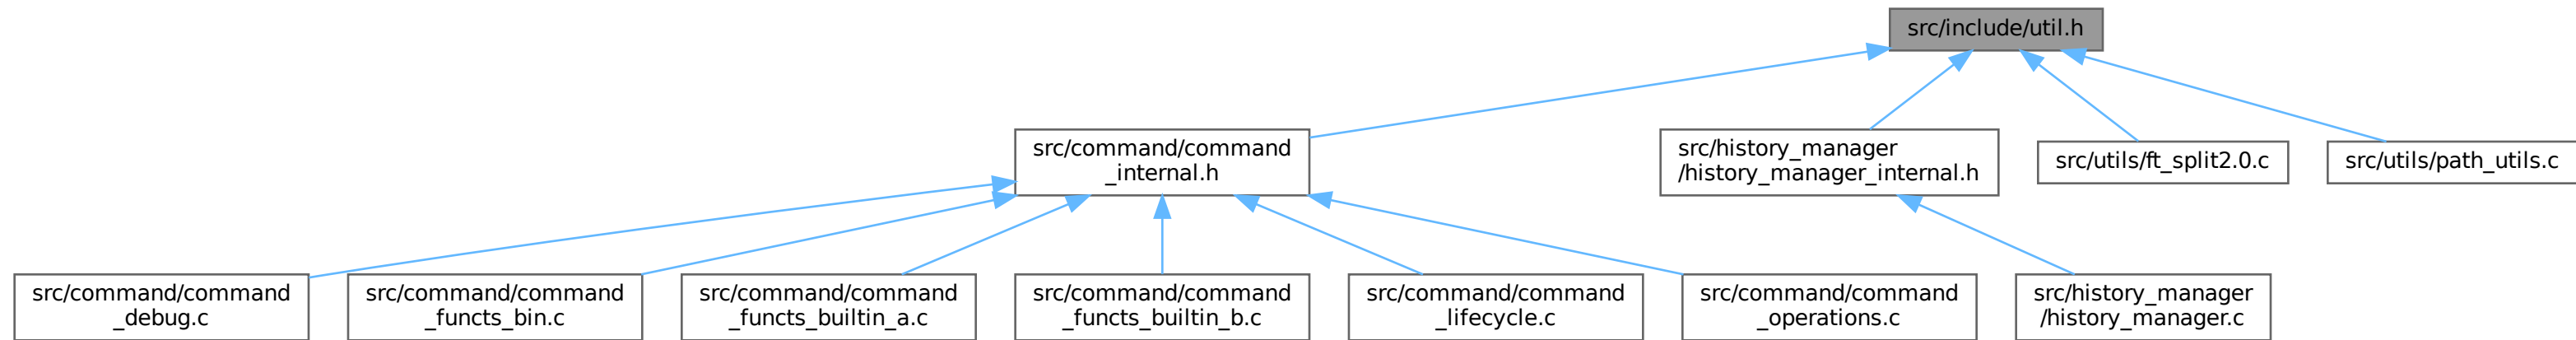 src/include/util.h
src/command/command
_internal.h
src/history_manager
/history_manager_internal.h
src/utils/ft_split2.0.c
src/utils/path_utils.c
src/command/command
_debug.c
src/command/command
_functs_bin.c
src/command/command
_functs_builtin_a.c
src/command/command
_functs_builtin_b.c
src/command/command
_lifecycle.c
src/command/command
_operations.c
src/history_manager
/history_manager.c